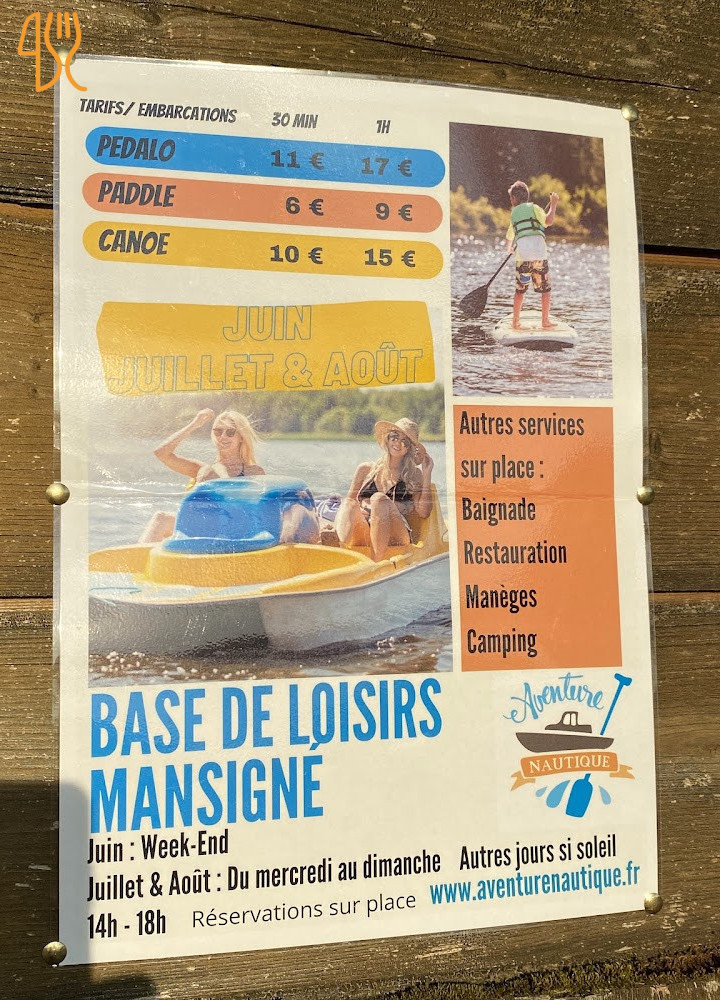 TARIFS/ EMBARCATIONS 30 MIN 1H
PEDALO 11 € 17 €
PADDLE 6 € 9 €
CANOE 10 € 15 €
JUIN
JUILLET & AOÛT
Autres services
sur place :
Baignade
Restauration
Manèges
Camping
BASE DE LOISIRS
MANSIGNÉ
Aventure
NAUTIQUE
Juin : Week-End
Juillet & Août : Du mercredi au dimanche Autres jours si soleil
14h - 18h Réservations sur place www.aventurenautique.fr